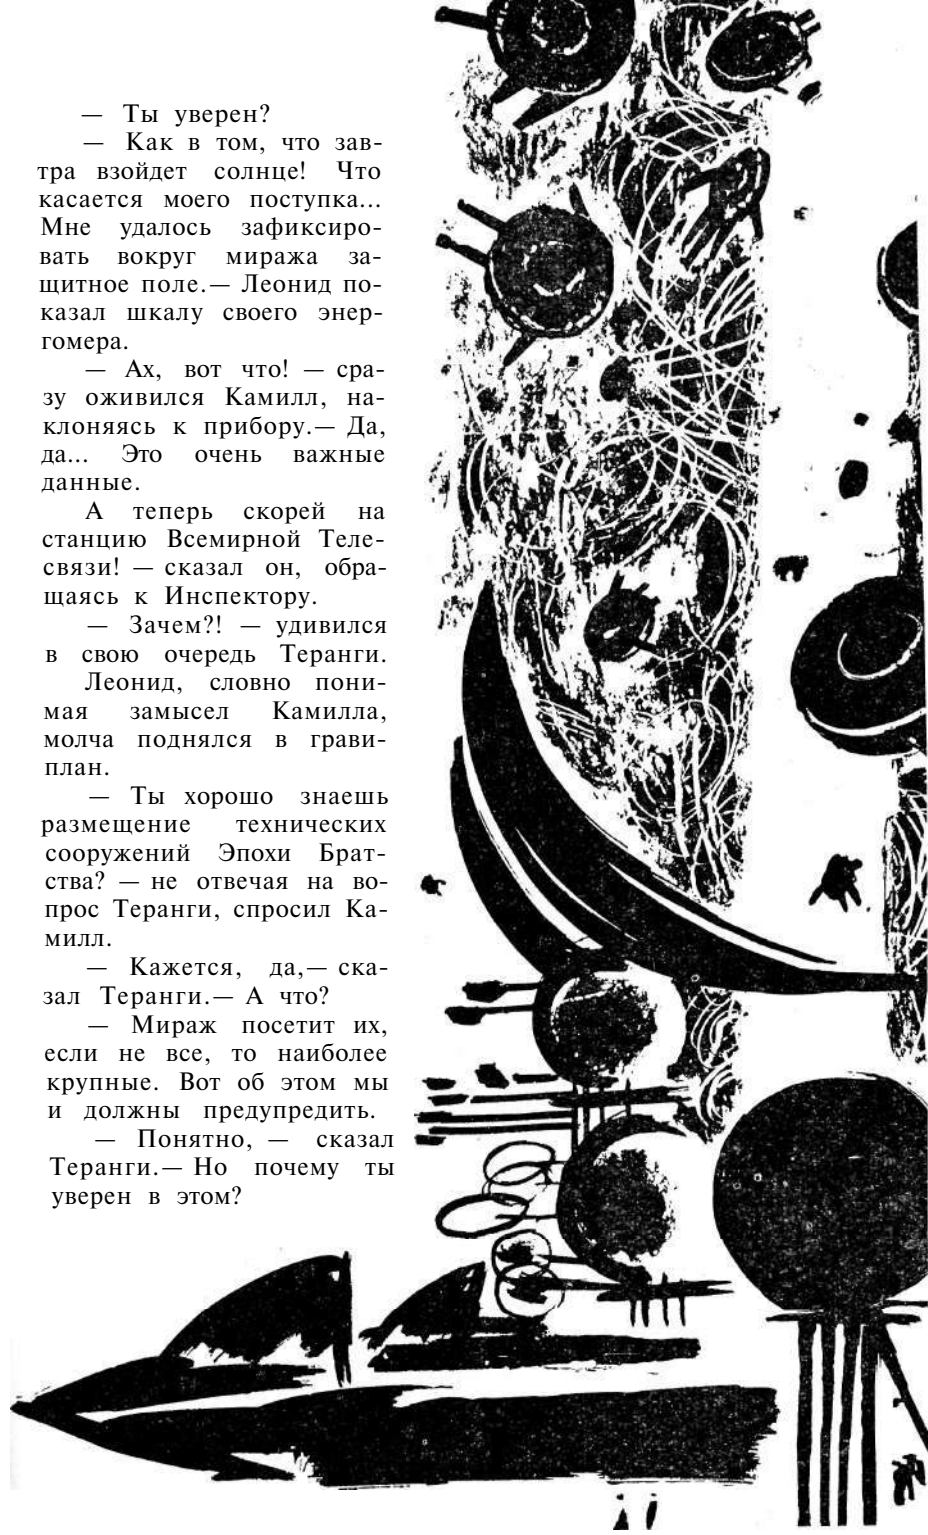 — Ты уверен?
— Как в том, что зав-
тра взойдет солнце! Что
касается моего поступка...
Мне удалось зафиксиро-
вать вокруг миража за-
щитное поле.— Леонид по-
казал шкалу своего энер-
гомера.
— Ах, вот что! — сра-
зу оживился Камилл, на-
клоняясь к прибору.— Да,
да... Это очень важные
данные.
А теперь скорей на
станцию Всемирной Теле-
связи! — сказал он, обра-
щаясь к Инспектору.
— Зачем?! — удивился
в свою очередь Теранги.
Леонид, словно пони-
мая замысел Камилла,
молча поднялся в грави-
план.
— Ты хорошо знаешь
размещение технических
сооружений Эпохи Брат-
ства? — не отвечая на во-
прос Теранги, спросил Ка-
милл.
— Кажется, да,— ска-
зал Теранги.— А что?
— Мираж посетит их,
если не все, то наиболее
крупные. Вот об этом мы
и должны предупредить.
— Понятно, — сказал
Теранги.— Но почему ты
уверен в этом?